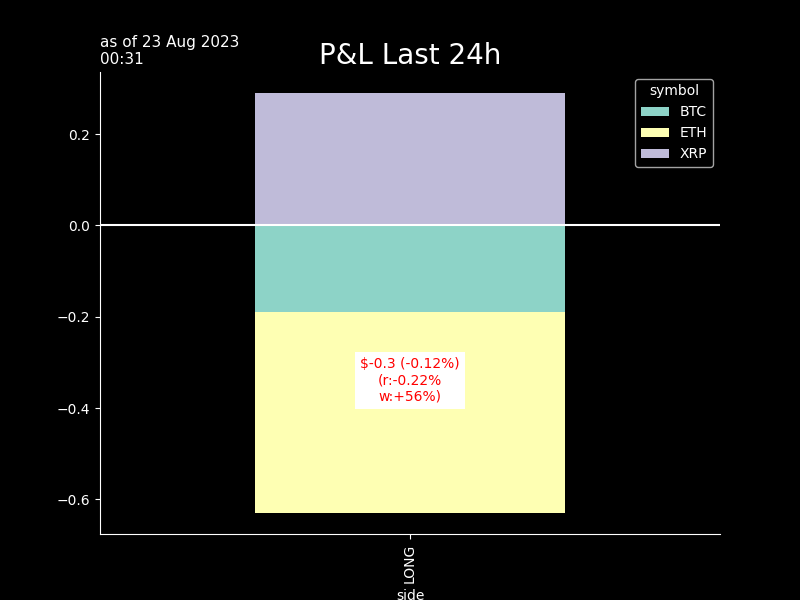 as of 23 Aug 2023
00:31
P&L Last 24h
symbol
BTC
ETH
XRP
0.2
0.0
−0.2
−0.4
−0.6
$-0.3 (-0.12%)
(r:-0.22%
w:+56%)
LONG
side